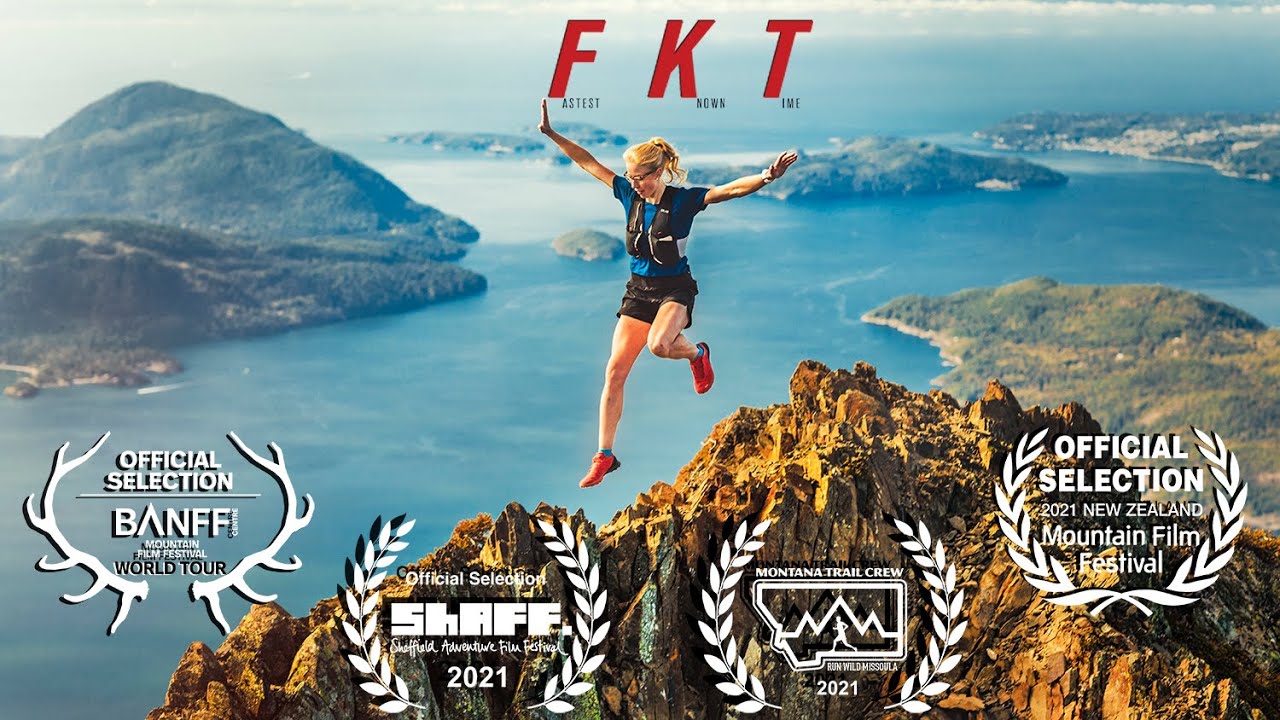 F K T
ASTEST NOWN IME
OFFICIAL
SELECTION
BANFF
CENTRE
MOUNTAIN
FILM FESTIVAL
WORLD TOUR
Official Selection
ShAFF.
Sheffield Adventure Film Festival
2021
MONTANA TRAIL CREW
RUN WILD MISSOULA
2021
OFFICIAL
SELECTION
2021 NEW ZEALAND
Mountain Film
Festival